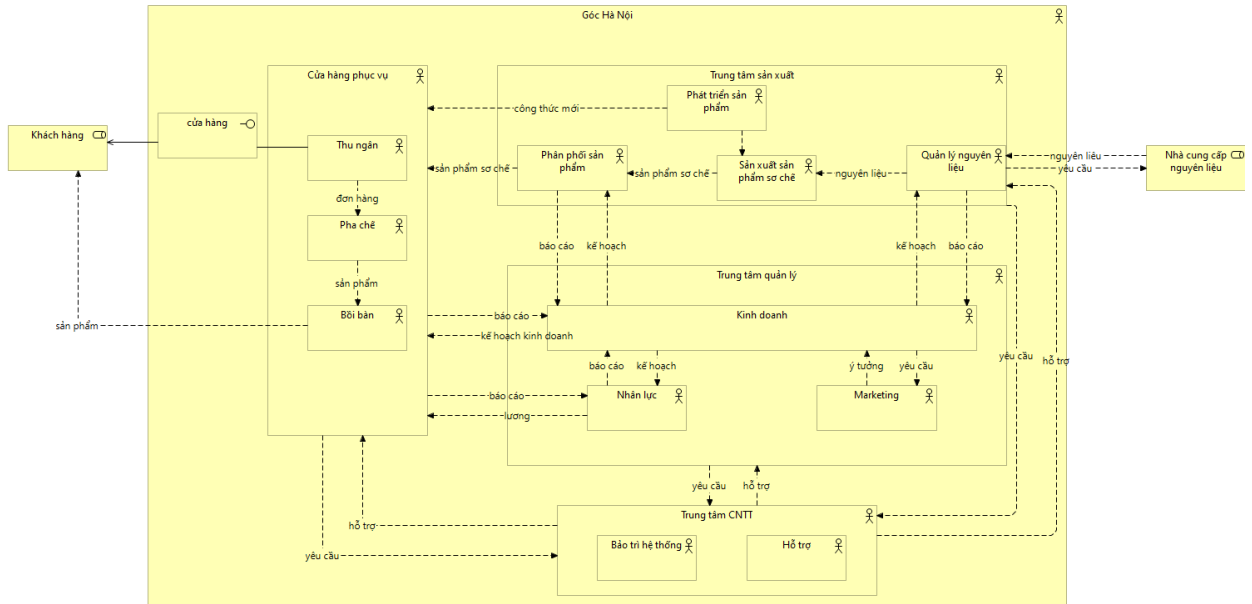 Góc Hà Nội
Cửa hàng phục vụ
Trung tâm sản xuất
Phát triển sản
phẩm
công thức mới
Khách hàng
cửa hàng
Thu ngân
Phân phối sản
phẩm
Sản xuất sản
phẩm sơ chế
Quản lý nguyên
liệu
Nhà cung cấp
nguyên liệu
nguyên liệu
yêu cầu
sản phẩm sơ chế
sản phẩm sơ chế
nguyên liệu
đơn hàng
Pha chế
báo cáo
kế hoạch
kế hoạch
báo cáo
sản phẩm
Trung tâm quản lý
Bồi bàn
báo cáo
Kinh doanh
sản phẩm
kế hoạch kinh doanh
yêu cầu
hỗ trợ
báo cáo
kế hoạch
ý tưởng
yêu cầu
báo cáo
Nhân lực
Marketing
lương
yêu cầu
hỗ trợ
Trung tâm CNTT
hỗ trợ
Bảo trì hệ thống
Hỗ trợ
yêu cầu